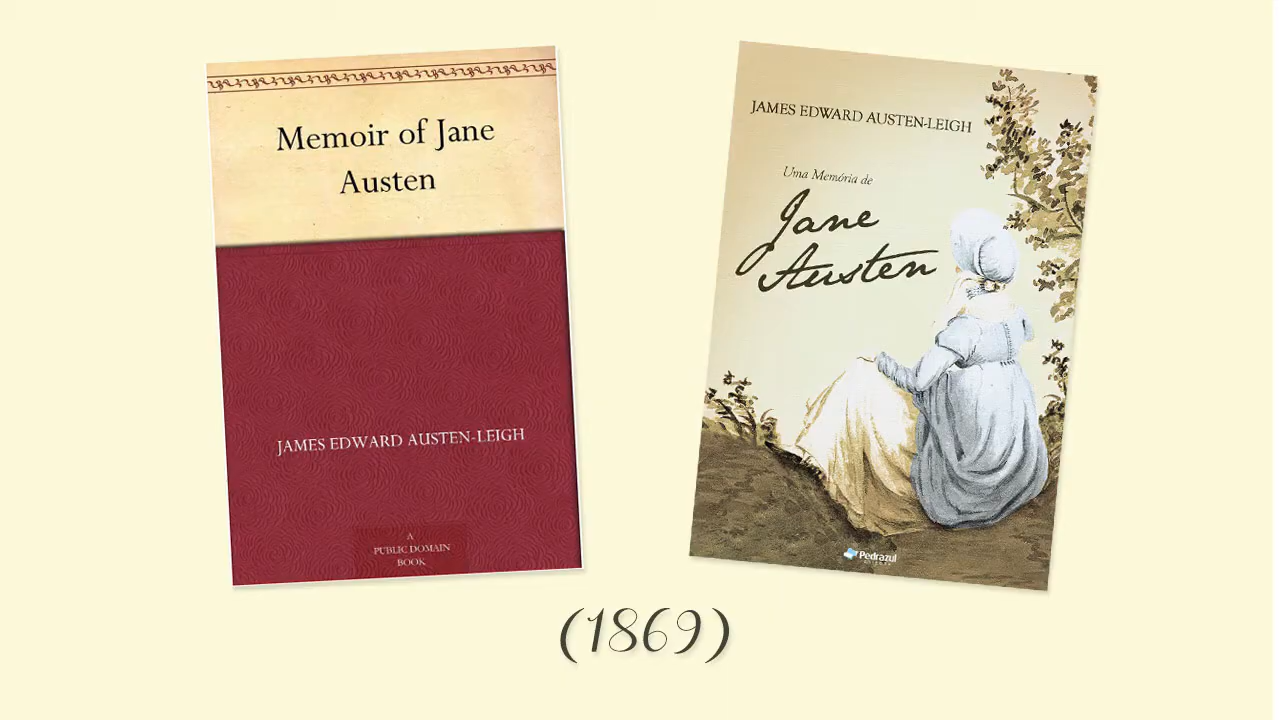 Memoir of Jane
Austen
JAMES EDWARD AUSTEN-LEIGH
A
PUBLIC DOMAIN
BOOK
JAMES EDWARD AUSTEN-LEIGH
Uma Memória de
Jane
Austen
Pedrazul
(1869)